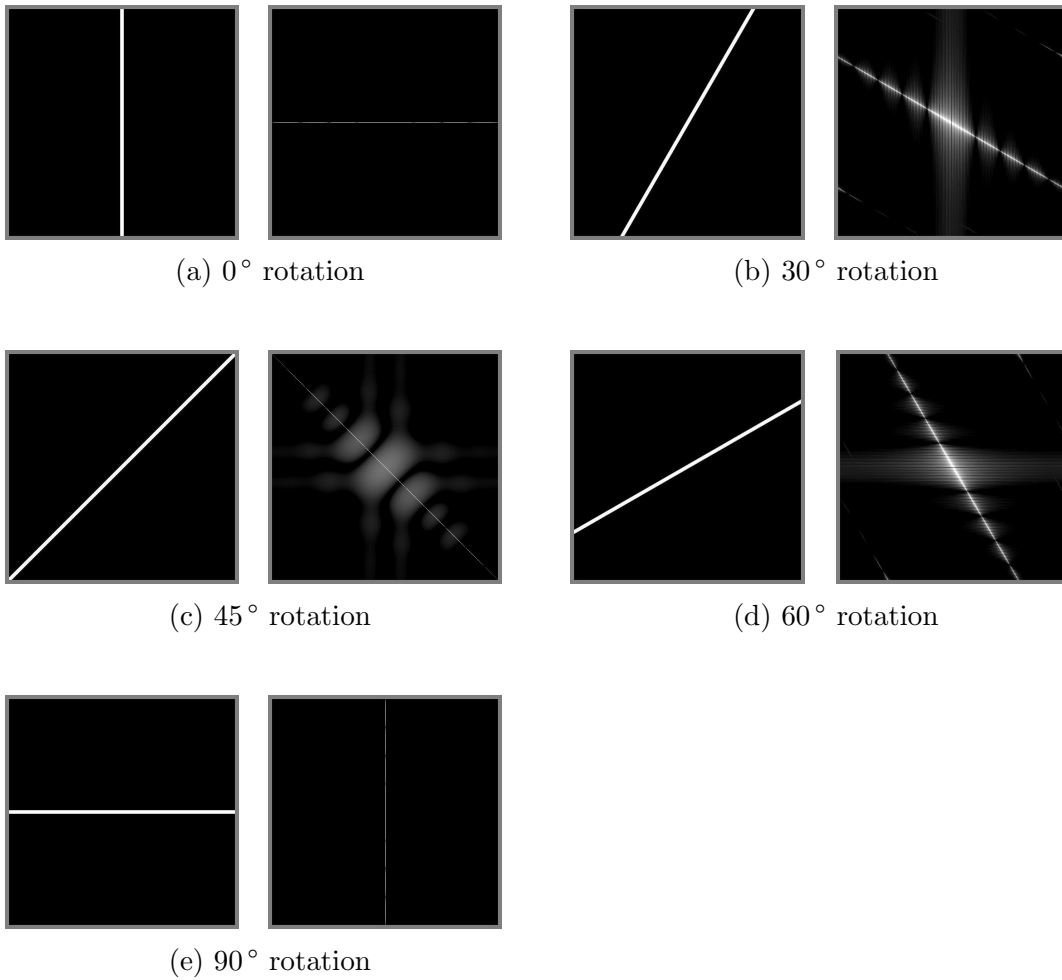 (a) 0° rotation
(b) 30° rotation
(c) 45° rotation
(d) 60° rotation
(e) 90° rotation